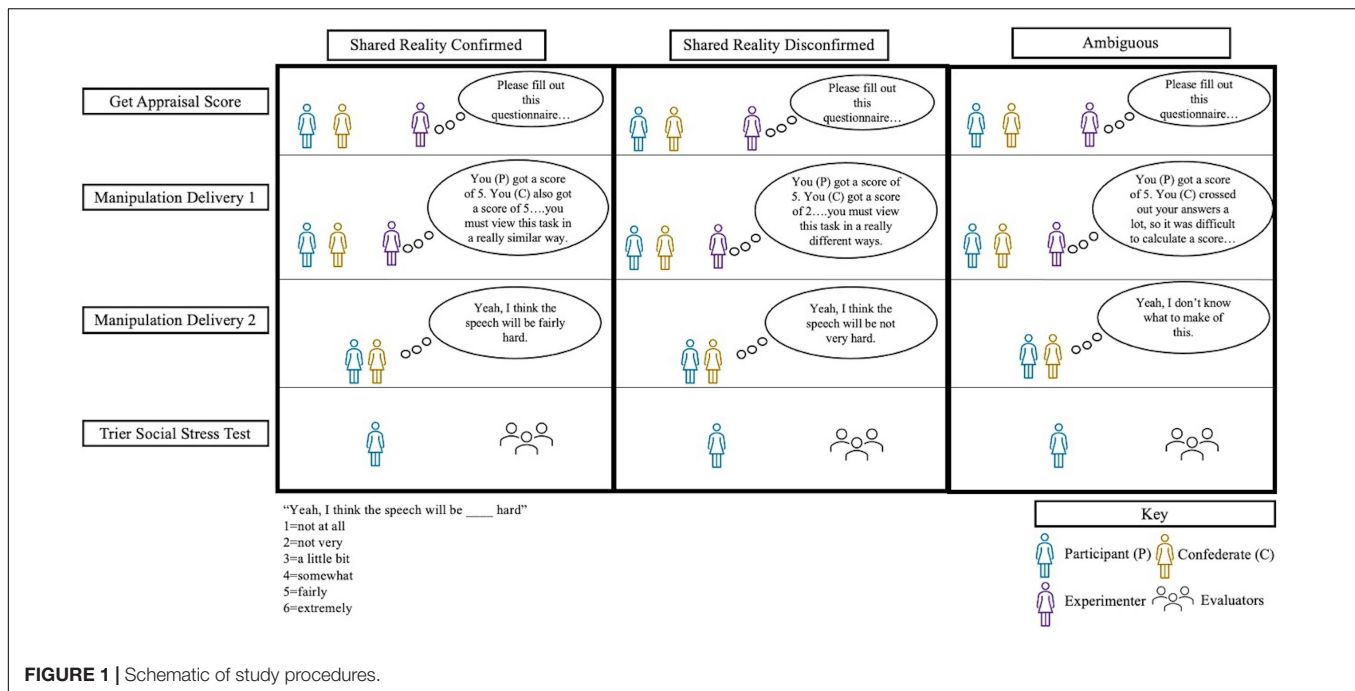 Shared Reality Confirmed
Shared Reality Disconfirmed
Ambiguous
Get Appraisal Score
Please fill out
this
questionnaire…
Please fill out
this
questionnaire…
Please fill out
this
questionnaire…
Manipulation Delivery 1
You (P) got a score
of 5. You (C) also got
a score of 5….you
must view this task in
a really similar way.
You (P) got a score of
5. You (C) got a score
of 2….you must view
this task in a really
different ways.
You (P) got a score
of 5. You (C) crossed
out your answers a
lot, so it was difficult
to calculate a score…
Manipulation Delivery 2
Yeah, I think the
speech will be fairly
hard.
Yeah, I think the
speech will be not
very hard.
Yeah, I don’t know
what to make of
this.
Trier Social Stress Test
“Yeah, I think the speech will be ____ hard”
1=not at all
2=not very
3=a little bit
4=somewhat
5=fairly
6=extremely
Key
Participant (P)
Confederate (C)
Experimenter
Evaluators
FIGURE 1 | Schematic of study procedures.